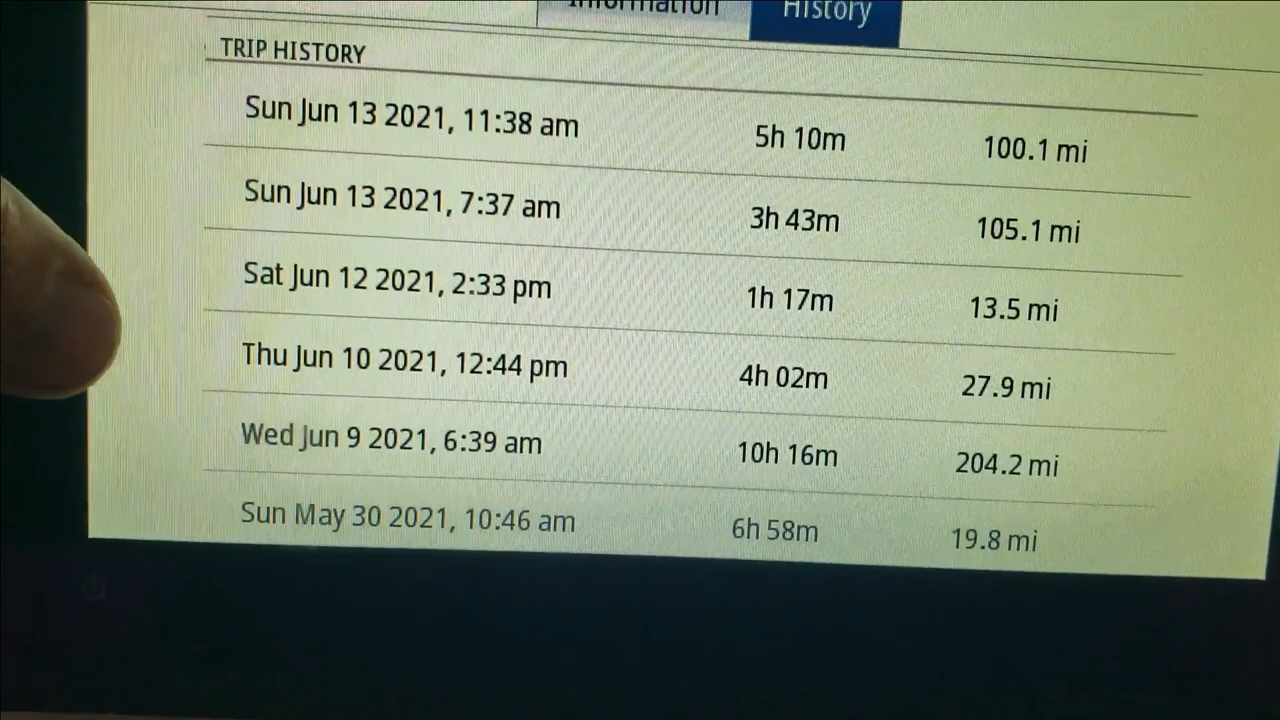 Information History
TRIP HISTORY
Sun Jun 13 2021, 11:38 am 5h 10m 100.1 mi
Sun Jun 13 2021, 7:37 am 3h 43m 105.1 mi
Sat Jun 12 2021, 2:33 pm 1h 17m 13.5 mi
Thu Jun 10 2021, 12:44 pm 4h 02m 27.9 mi
Wed Jun 9 2021, 6:39 am 10h 16m 204.2 mi
Sun May 30 2021, 10:46 am 6h 58m 19.8 mi